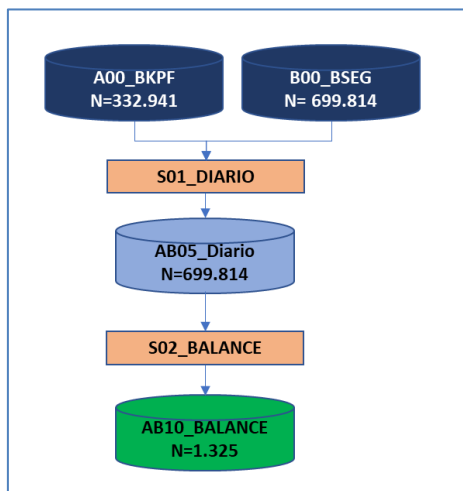 A00_BKPF
N=332.941
B00_BSEG
N= 699.814
S01_DIARIO
AB05_Diario
N=699.814
S02_BALANCE
AB10_BALANCE
N=1.325